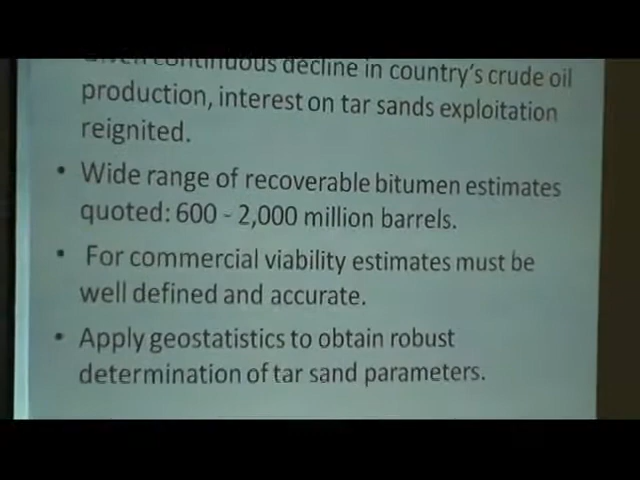 continuous decline in country's crude oil
production, interest on tar sands exploitation
reignited.
• Wide range of recoverable bitumen estimates
quoted: 600 - 2,000 million barrels.
• For commercial viability estimates must be
well defined and accurate.
• Apply geostatistics to obtain robust
determination of tar sand parameters.